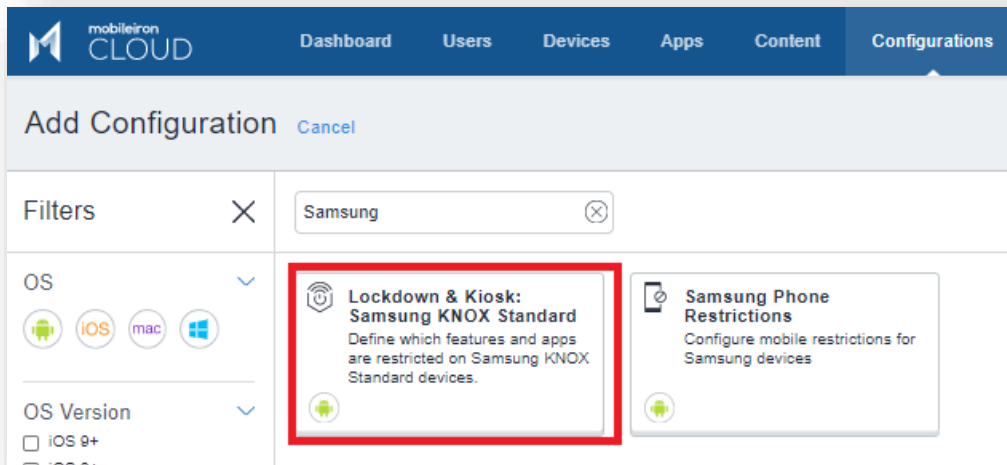 mobileiron
CLOUD
Dashboard Users Devices Apps Content Configurations
Add Configuration Cancel
Filters
Samsung
OS
iOS mac
OS Version
iOS 9+
Lockdown & Kiosk:
Samsung KNOX Standard
Define which features and apps
are restricted on Samsung KNOX
Standard devices.
Samsung Phone
Restrictions
Configure mobile restrictions for
Samsung devices